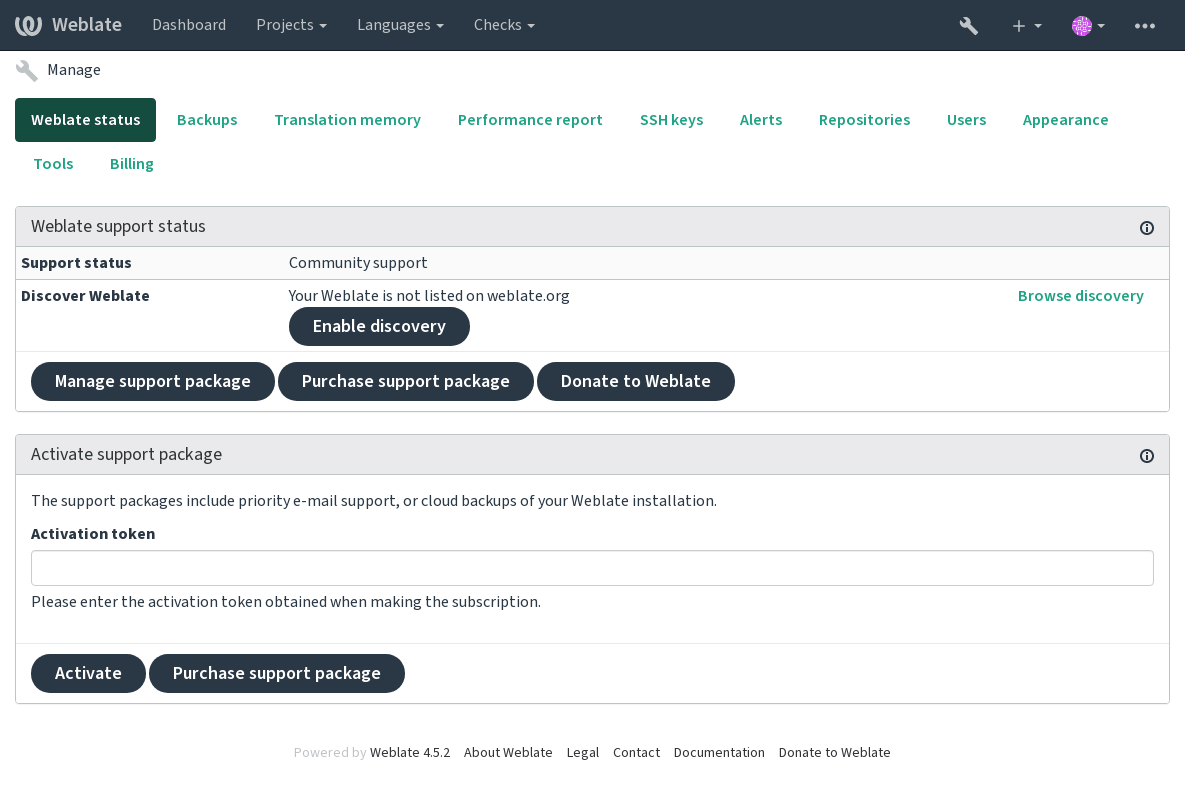 Weblate Dashboard Projects Languages Checks
Manage
Weblate status Backups Translation memory Performance report SSH keys Alerts Repositories Users Appearance
Tools Billing
Weblate support status
Support status Community support
Discover Weblate Your Weblate is not listed on weblate.org Browse discovery
Enable discovery
Manage support package Purchase support package Donate to Weblate
Activate support package
The support packages include priority e-mail support, or cloud backups of your Weblate installation.
Activation token
Please enter the activation token obtained when making the subscription.
Activate Purchase support package
Powered by Weblate 4.5.2 About Weblate Legal Contact Documentation Donate to Weblate